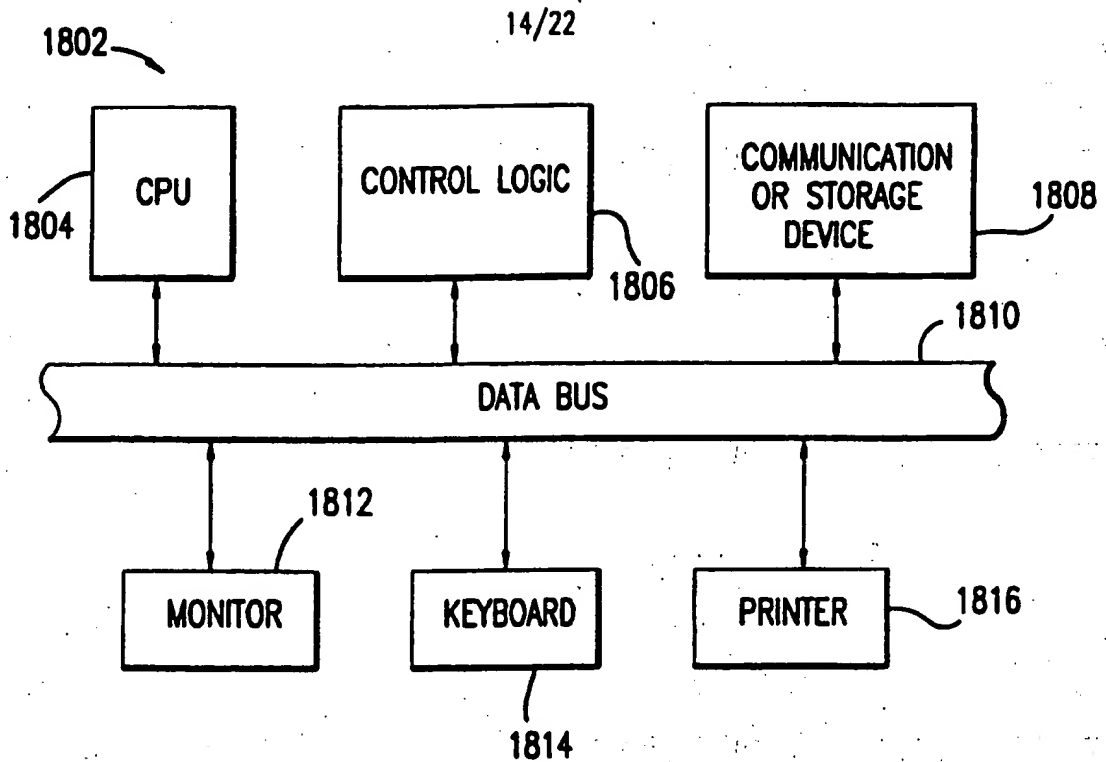 14/22
1802
CPU
1804
CONTROL LOGIC
1806
COMMUNICATION
OR STORAGE
DEVICE
1808
1810
DATA BUS
1812
MONITOR
KEYBOARD
1814
PRINTER
1816